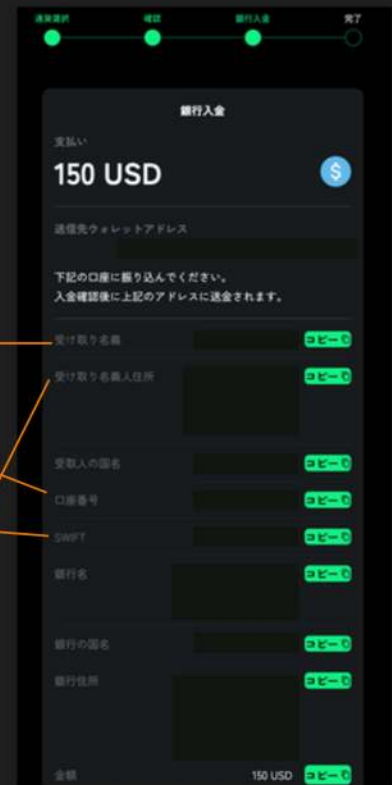 通貨選択 確認 銀行入金 完了
銀行入金
支払い
150 USD
$
送信先ウォレットアドレス
下記の口座に振り込んでください。
入金確認後に上記のアドレスに送金されます。
受け取り名義 コピー
受け取り名義人住所 コピー
受取人の国名 コピー
口座番号 コピー
SWIFT コピー
銀行名 コピー
銀行の国名 コピー
銀行住所 コピー
金額 150 USD コピー